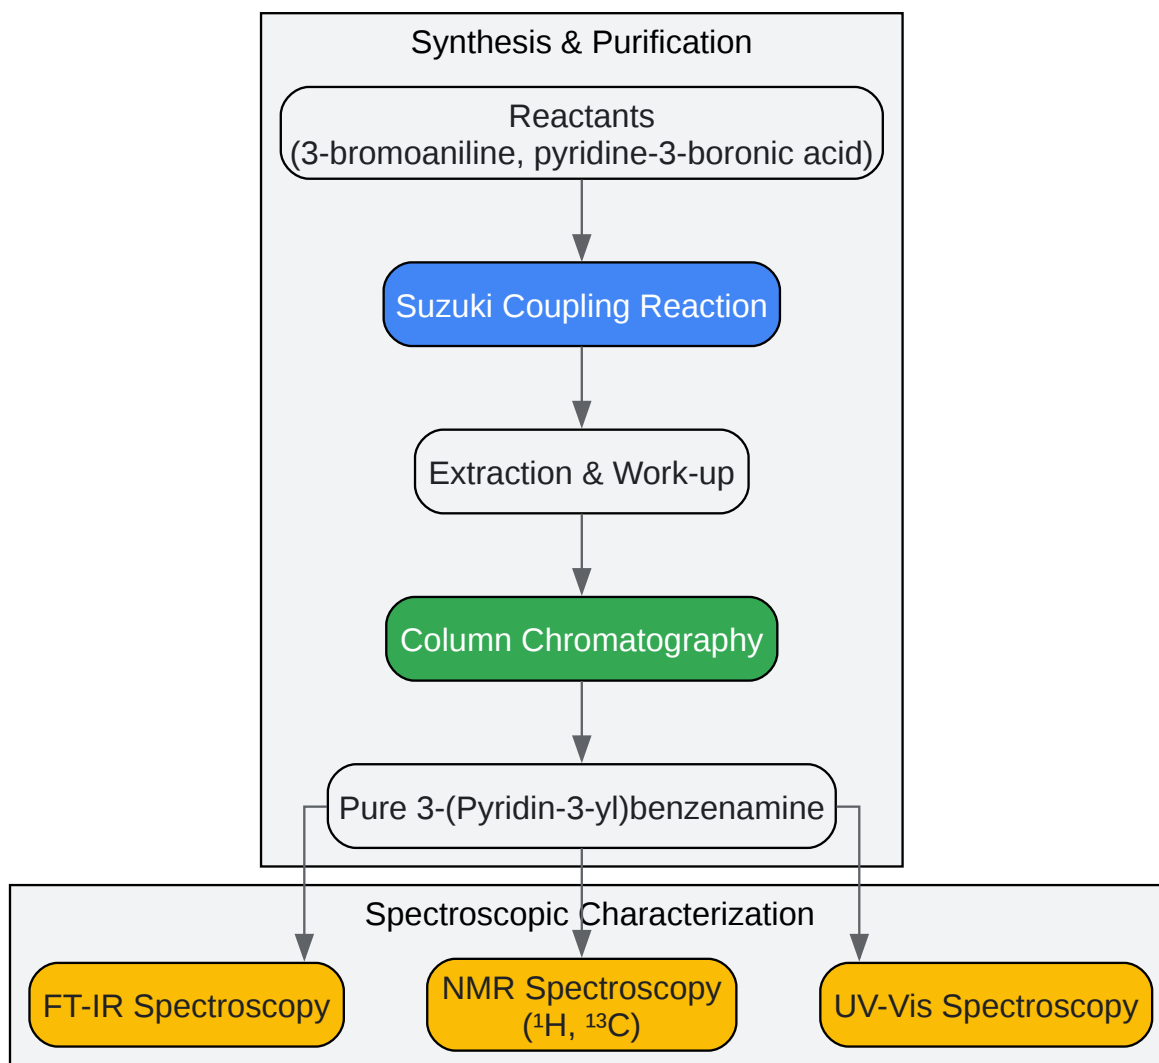 Synthesis & Purification
Reactants
(3-bromoaniline, pyridine-3-boronic acid)
Suzuki Coupling Reaction
Extraction & Work-up
Column Chromatography
Pure 3-(Pyridin-3-yl)benzenamine
Spectroscopic Characterization
FT-IR Spectroscopy
NMR Spectroscopy
(¹H, ¹³C)
UV-Vis Spectroscopy